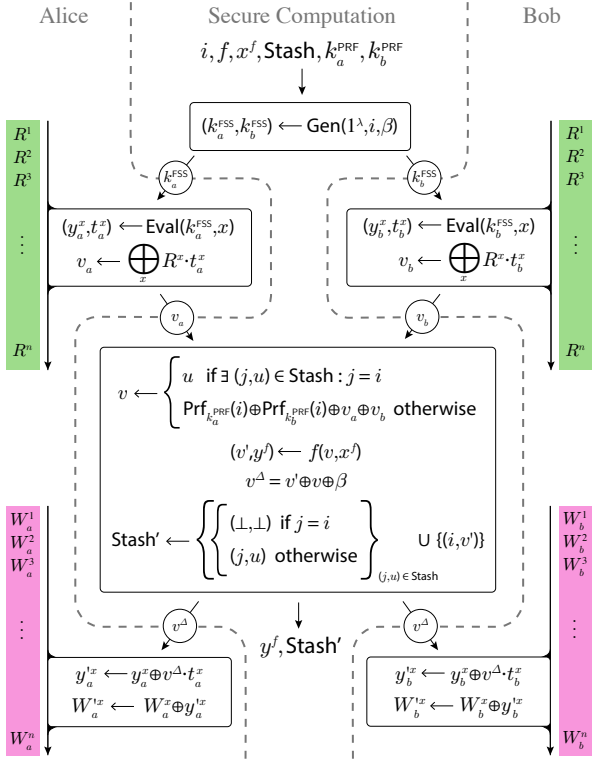 Alice Secure Computation Bob
i, f, x^f, Stash, k_a^PRF, k_b^PRF
(k_a^FSS, k_b^FSS) ← Gen(1^λ, i, β)
R^1 R^1
R^2 R^2
R^3 k_a^FSS k_b^FSS R^3
(y_a^x, t_a^x) ← Eval(k_a^FSS, x) (y_b^x, t_b^x) ← Eval(k_b^FSS, x)
⋮ ⋮
v_a ← ⊕_x R^x · t_a^x v_b ← ⊕_x R^x · t_b^x
v_a v_b
R^n R^n
v ← { u if ∃ (j,u) ∈ Stash : j = i
Prf_{k_a^PRF}(i) ⊕ Prf_{k_b^PRF}(i) ⊕ v_a ⊕ v_b otherwise
(v', y^f) ← f(v, x^f)
v^Δ = v' ⊕ v ⊕ β
W_a^1 W_b^1
W_a^2 W_b^2
W_a^3 W_b^3
Stash' ← { { (⊥,⊥) if j = i
(j,u) otherwise } }_{(j,u) ∈ Stash} ∪ {(i,v')}
v^Δ v^Δ
⋮ ⋮
y^f, Stash'
y'_a^x ← y_a^x ⊕ v^Δ · t_a^x y'_b^x ← y_b^x ⊕ v^Δ · t_b^x
W'_a^x ← W_a^x ⊕ y'_a^x W'_b^x ← W_b^x ⊕ y'_b^x
W_a^n W_b^n